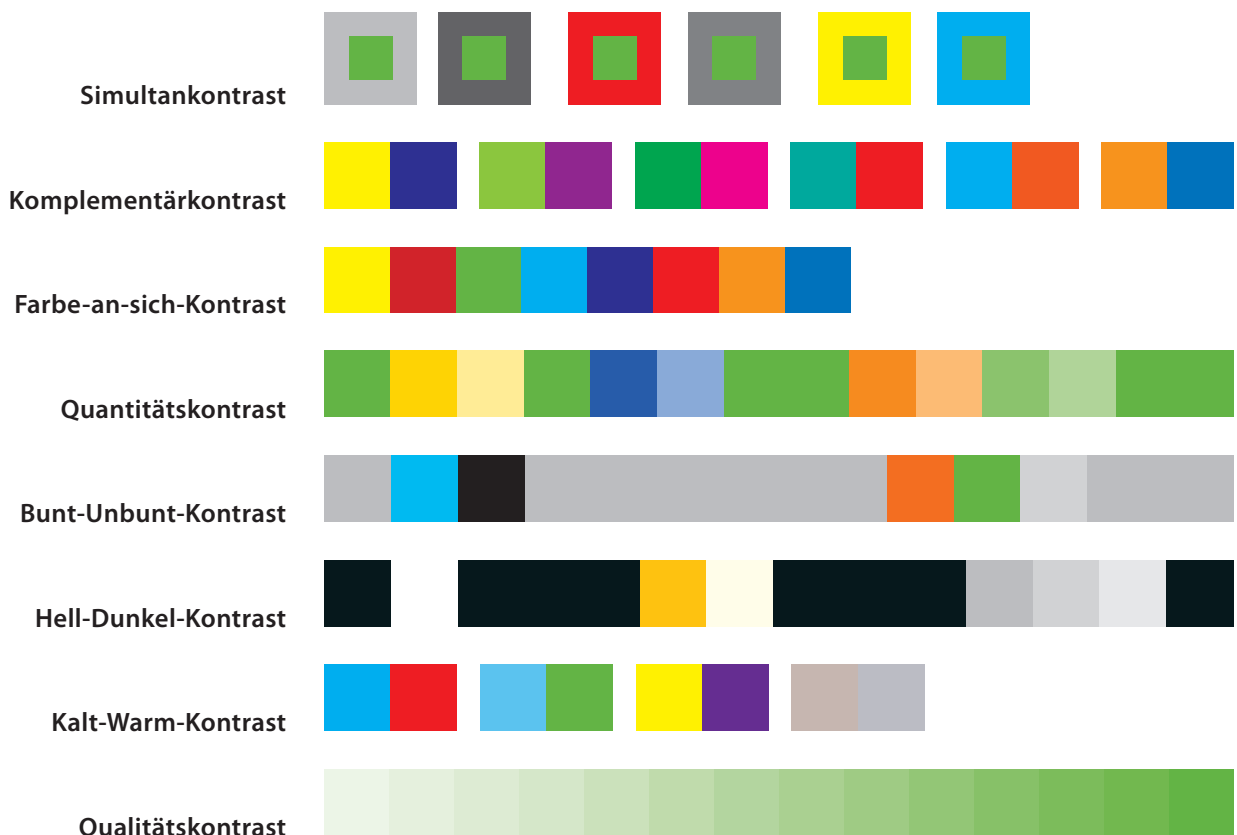 Simultankontrast
Komplementärkontrast
Farbe-an-sich-Kontrast
Quantitätskontrast
Bunt-Unbunt-Kontrast
Hell-Dunkel-Kontrast
Kalt-Warm-Kontrast
Qualitätskontrast